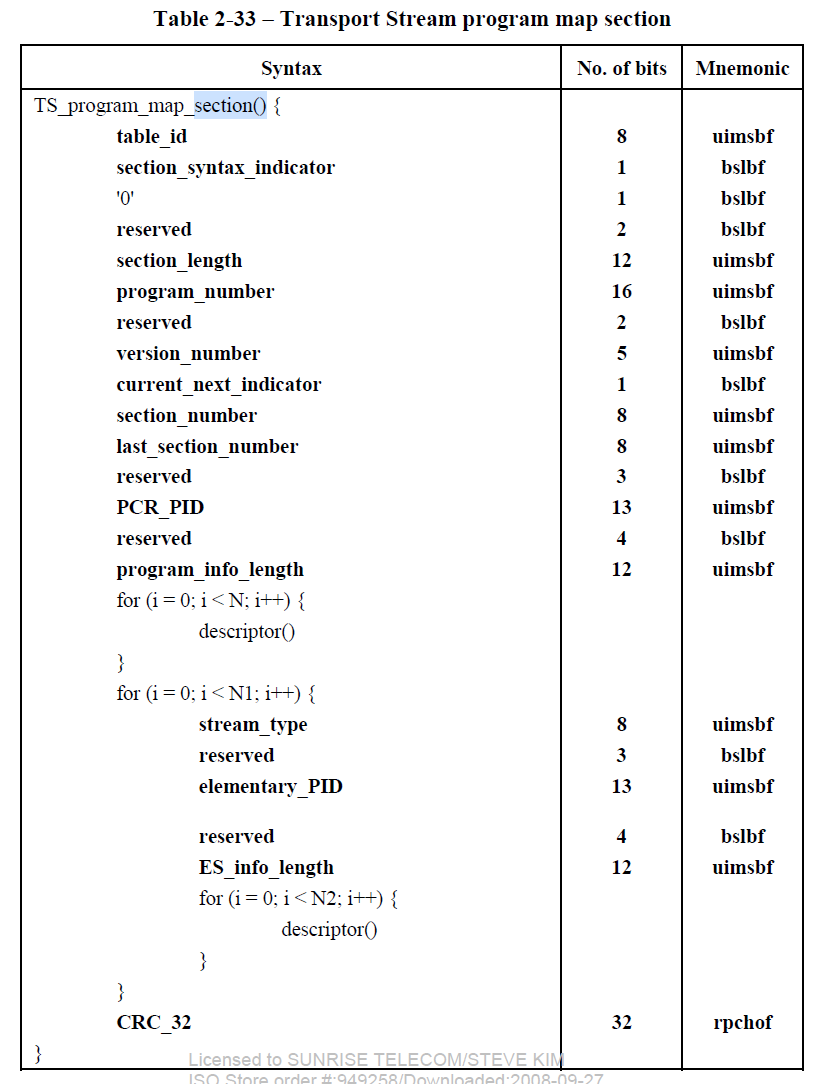 Table 2-33 – Transport Stream program map section
Syntax No. of bits Mnemonic
TS_program_map_section() {
table_id 8 uimsbf
section_syntax_indicator 1 bslbf
'0' 1 bslbf
reserved 2 bslbf
section_length 12 uimsbf
program_number 16 uimsbf
reserved 2 bslbf
version_number 5 uimsbf
current_next_indicator 1 bslbf
section_number 8 uimsbf
last_section_number 8 uimsbf
reserved 3 bslbf
PCR_PID 13 uimsbf
reserved 4 bslbf
program_info_length 12 uimsbf
for (i = 0; i < N; i++) {
descriptor()
}
for (i = 0; i < N1; i++) {
stream_type 8 uimsbf
reserved 3 bslbf
elementary_PID 13 uimsbf
reserved 4 bslbf
ES_info_length 12 uimsbf
for (i = 0; i < N2; i++) {
descriptor()
}
}
CRC_32 32 rpchof
}
Licensed to SUNRISE TELECOM/STEVE KIM
ISO Store order #:949258/Downloaded:2008-09-27